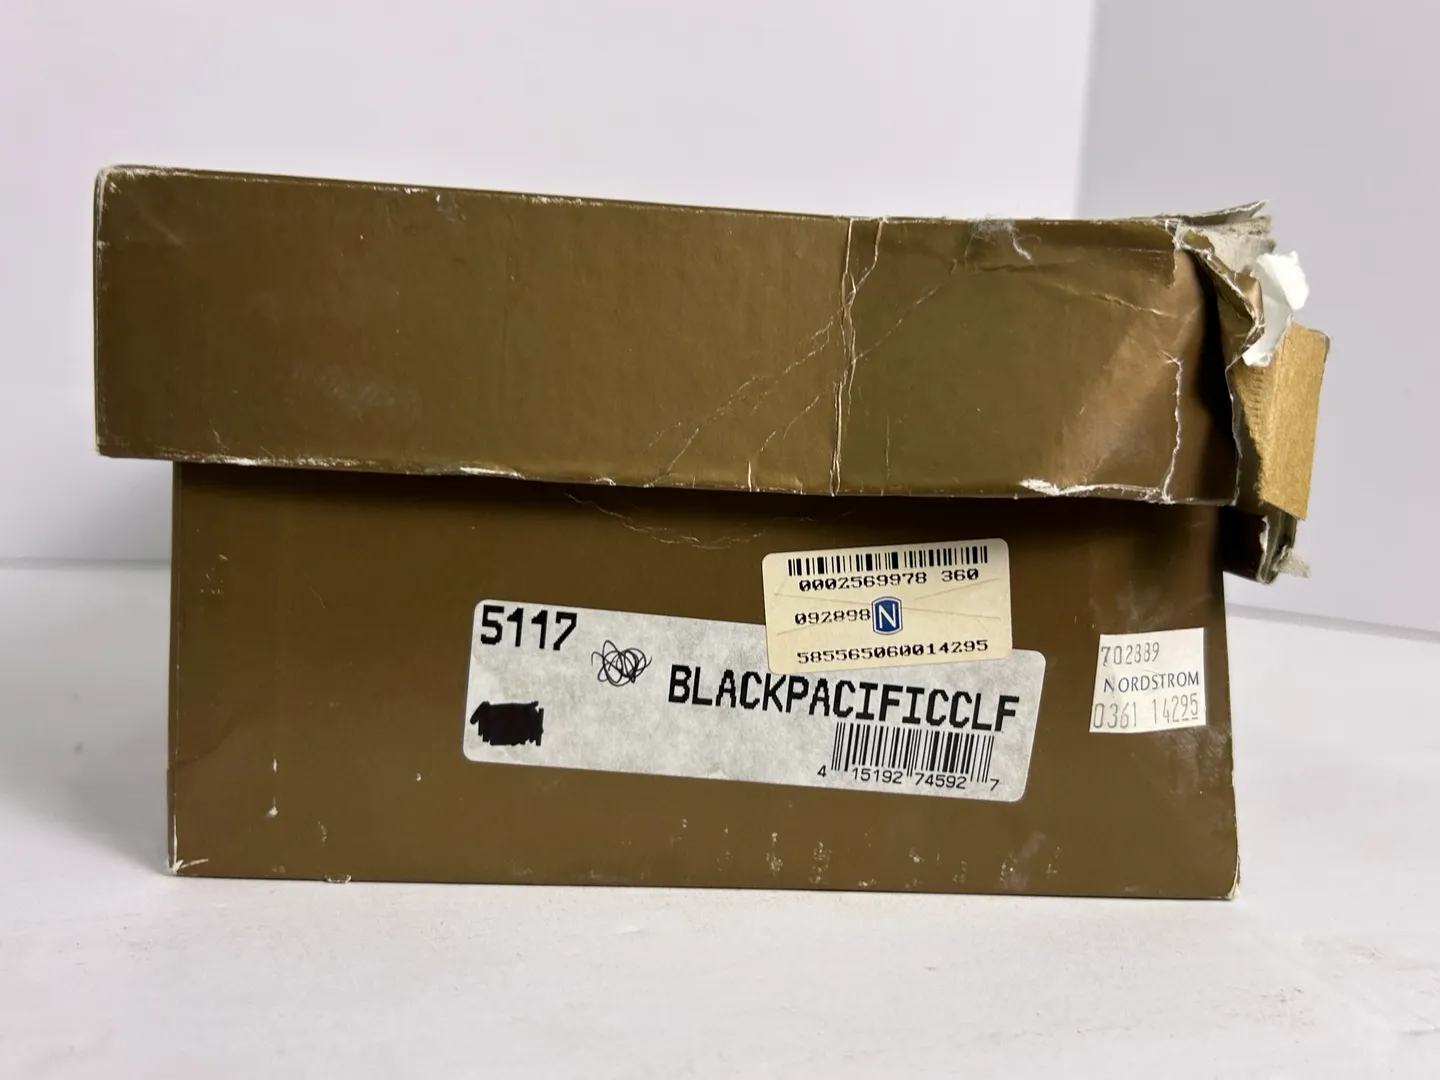 0002569978 360
092898 N
585565060014295
5117
BLACKPACIFICCLF
4 15192 74592 7
702889
NORDSTROM
0361 14295